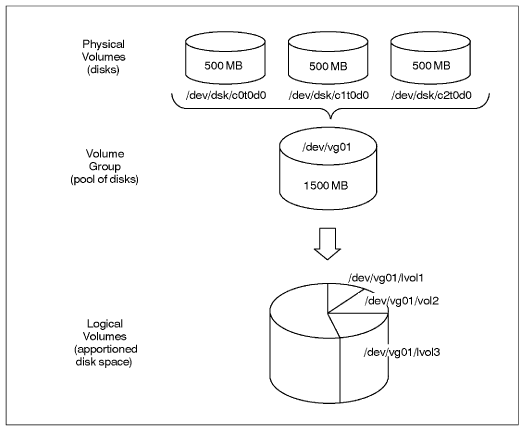 Physical
Volumes
(disks)
500 MB
500 MB
500 MB
/dev/dsk/c0t0d0
/dev/dsk/c1t0d0
/dev/dsk/c2t0d0
Volume
Group
(pool of disks)
/dev/vg01
1500 MB
Logical
Volumes
(apportioned
disk space)
/dev/vg01/lvol1
/dev/vg01/vol2
/dev/vg01/lvol3